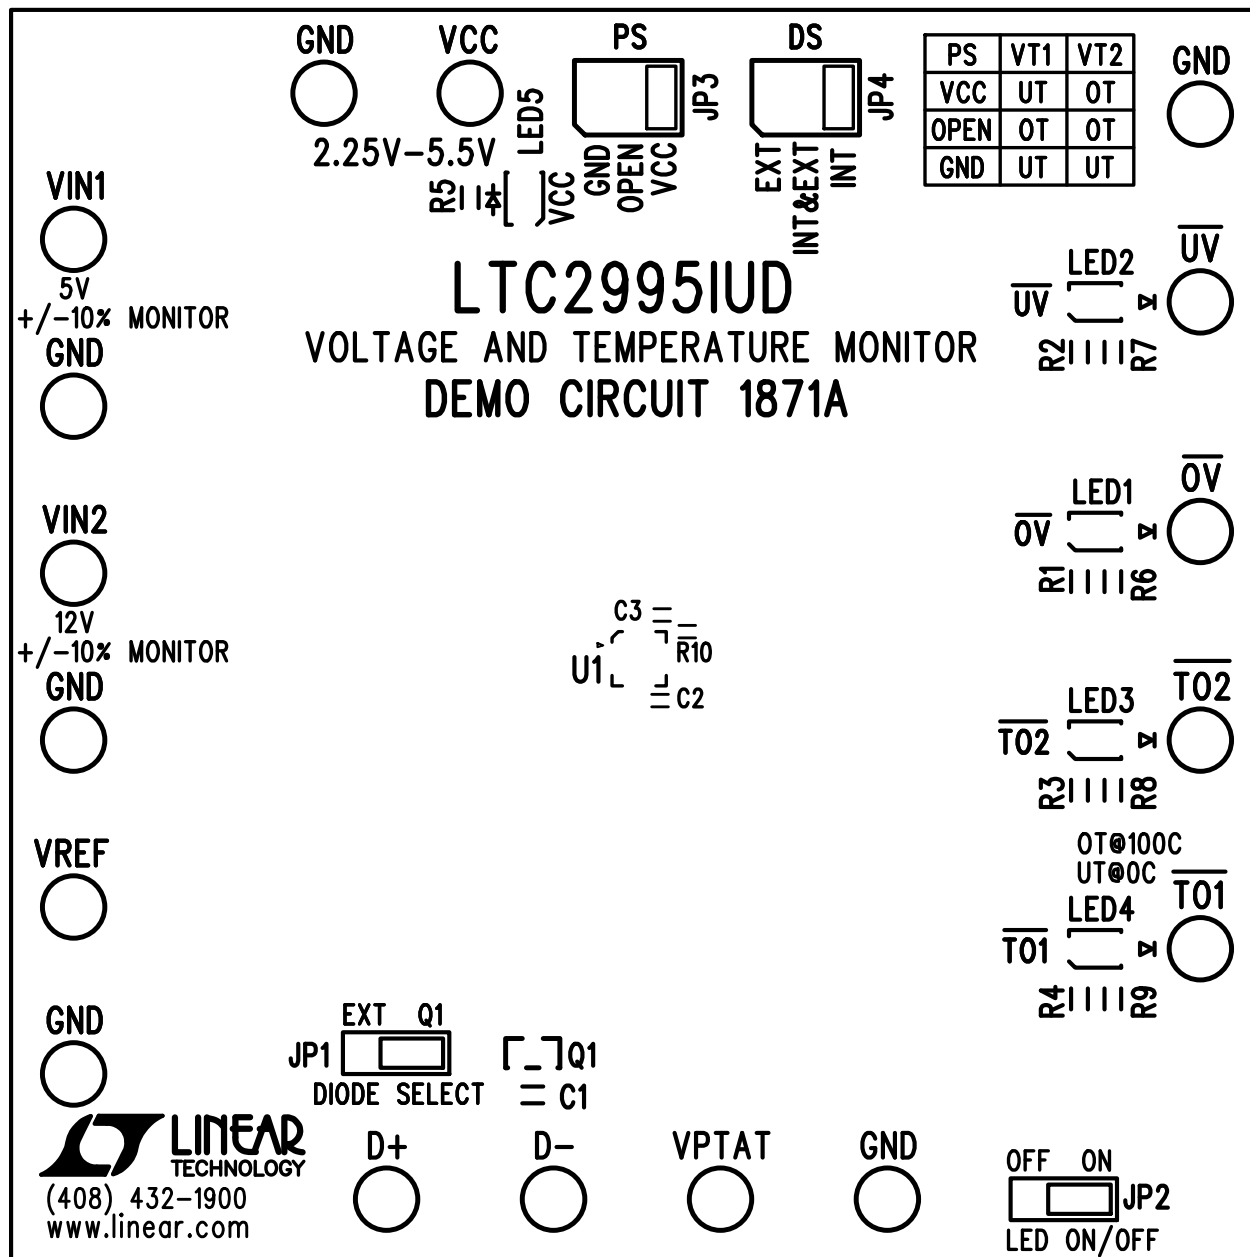 GND
VCC
PS
DS
GND
2.25V-5.5V
LED5
JP3
JP4
GND
OPEN
VCC
EXT
INT&EXT
INT
PS VT1 VT2
VCC UT OT
OPEN OT OT
GND UT UT
R5
VCC
VIN1
5V
+/-10% MONITOR
GND
LTC2995IUD
VOLTAGE AND TEMPERATURE MONITOR
DEMO CIRCUIT 1871A
UV
LED2
UV
R2
R7
VIN2
12V
+/-10% MONITOR
GND
OV
LED1
OV
R1
R6
C3
R10
U1
C2
TO2
LED3
TO2
R3
R8
VREF
OT@100C
UT@0C
TO1
LED4
TO1
R4
R9
GND
EXT Q1
JP1
DIODE SELECT
Q1
C1
LINEAR
TECHNOLOGY
(408) 432-1900
www.linear.com
D+
D-
VPTAT
GND
OFF ON
JP2
LED ON/OFF